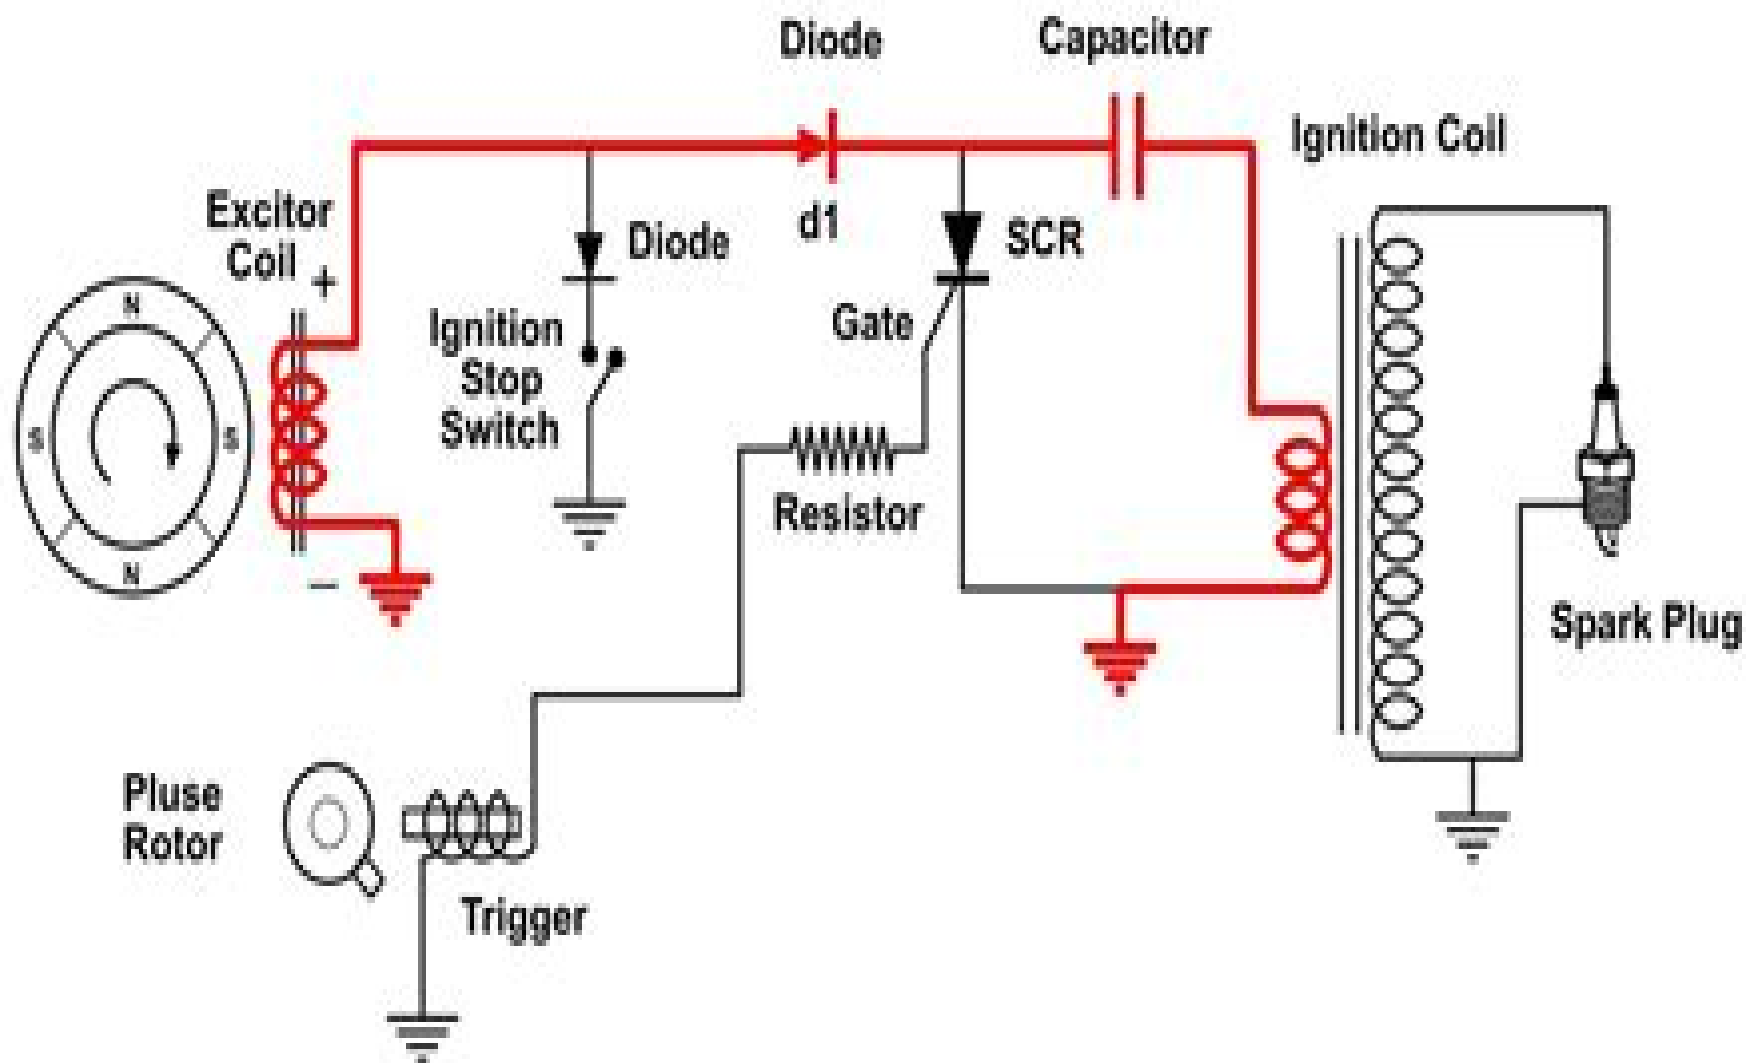 Diode
Capacitor
Ignition Coil
Excitor
Coil
+
Diode
d1
SCR
N
Ignition
Stop
Switch
Gate
S
S
Resistor
N
–
Spark Plug
Pluse
Rotor
Trigger